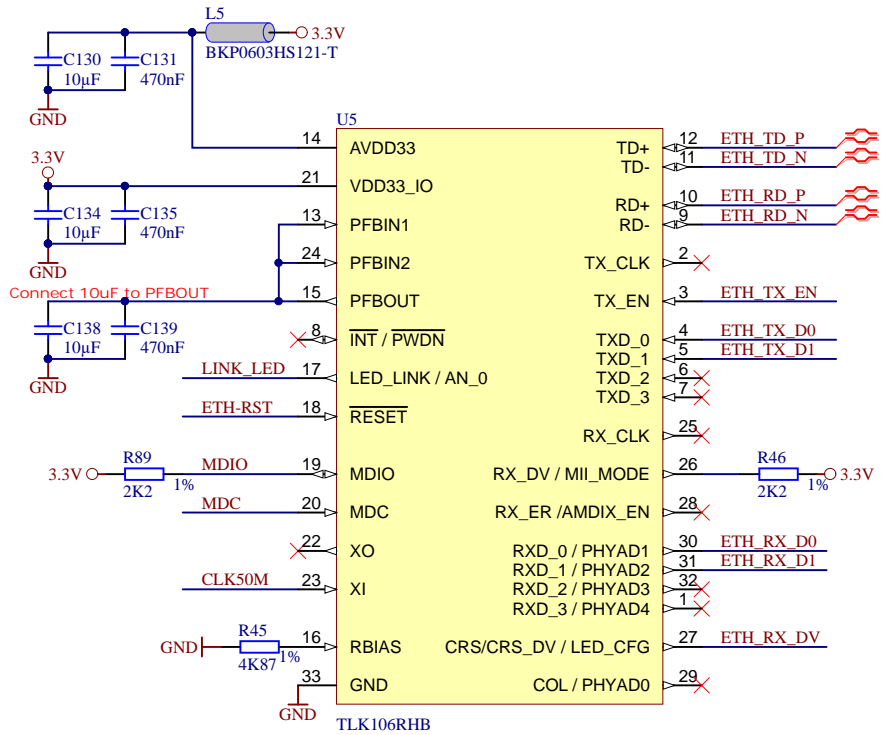 L5
3.3V
BKP0603HS121-T
C130
10µF
C131
470nF
GND
U5
14
AVDD33
3.3V
21
VDD33_IO
C134
10µF
C135
470nF
GND
13
PFBIN1
24
PFBIN2
Connect 10uF to PFBOUT
15
PFBOUT
C138
10µF
C139
470nF
GND
8
INT / PWDN
LINK_LED
17
LED_LINK / AN_0
ETH-RST
18
RESET
3.3V
R89
2K2
1%
MDIO
19
MDIO
MDC
20
MDC
22
XO
CLK50M
23
XI
GND
R45
4K87
1%
16
RBIAS
33
GND
GND
TLK106RHB
TD+
12
ETH_TD_P
TD-
11
ETH_TD_N
RD+
10
ETH_RD_P
RD-
9
ETH_RD_N
TX_CLK
2
TX_EN
3
ETH_TX_EN
TXD_0
4
ETH_TX_D0
TXD_1
5
ETH_TX_D1
TXD_2
6
TXD_3
7
RX_CLK
25
RX_DV / MII_MODE
26
R46
2K2
1%
3.3V
RX_ER /AMDIX_EN
28
RXD_0 / PHYAD1
30
ETH_RX_D0
RXD_1 / PHYAD2
31
ETH_RX_D1
RXD_2 / PHYAD3
32
RXD_3 / PHYAD4
1
CRS/CRS_DV / LED_CFG
27
ETH_RX_DV
COL / PHYAD0
29